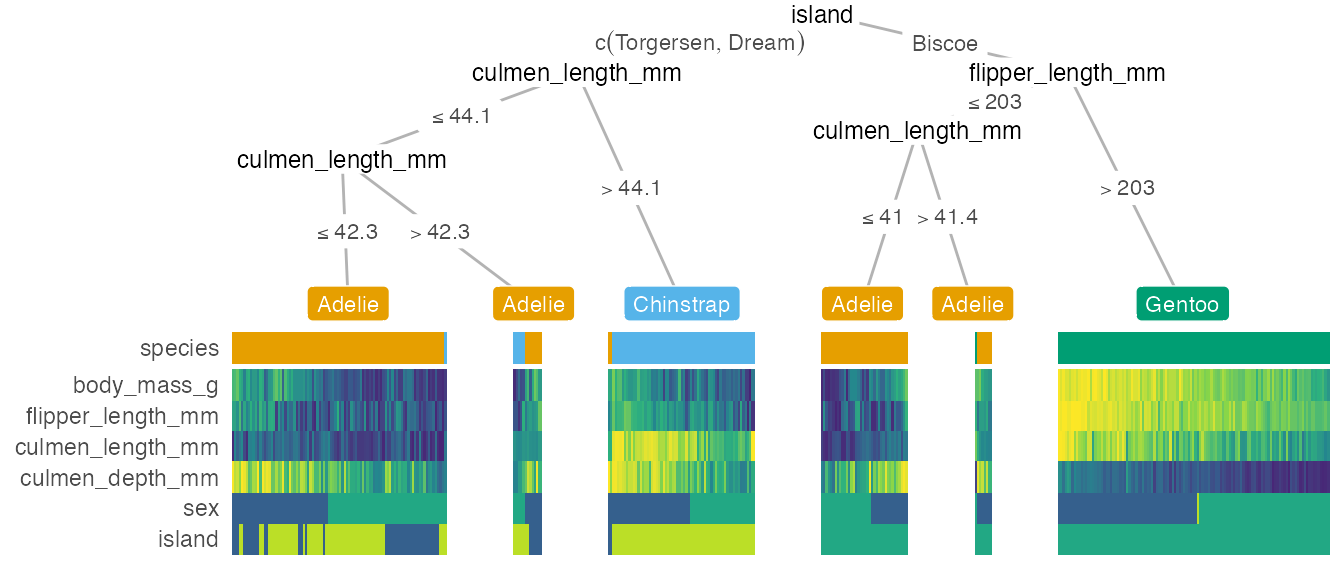 island
c(Torgersen, Dream)
Biscoe
culmen_length_mm
flipper_length_mm
≤ 44.1
≤ 203
culmen_length_mm
culmen_length_mm
> 44.1
> 203
≤ 42.3
> 42.3
≤ 41
> 41.4
Adelie
Adelie
Chinstrap
Adelie
Adelie
Gentoo
species
body_mass_g
flipper_length_mm
culmen_length_mm
culmen_depth_mm
sex
island